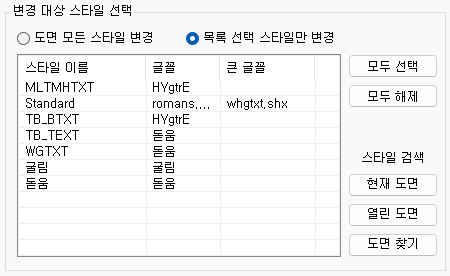 변경 대상 스타일 선택
도면 모든 스타일 변경 목록 선택 스타일만 변경
스타일 이름 글꼴 큰 글꼴
MLTMHTXT HYgtrE
Standard romans.... whgtxt.shx
TB_BTXT HYgtrE
TB_TEXT 돋움
WGTXT 돋움
굴림 굴림
돋움 돋움
모두 선택
모두 해제
스타일 검색
현재 도면
열린 도면
도면 찾기